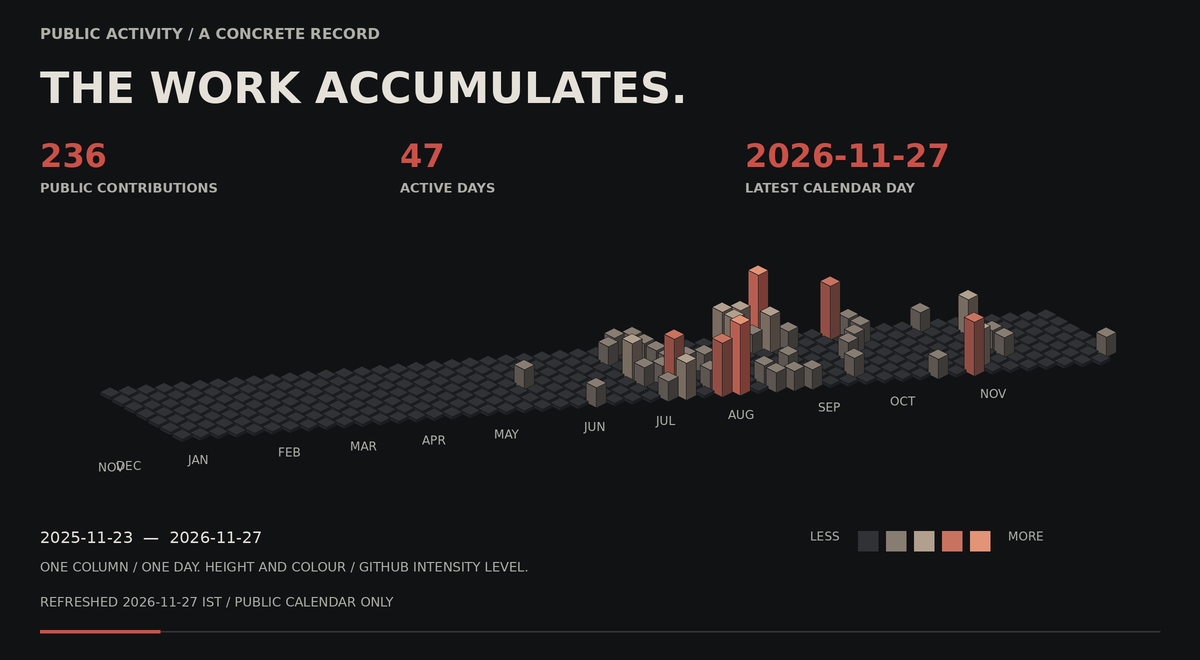 PUBLIC ACTIVITY / A CONCRETE RECORD
THE WORK ACCUMULATES.
236
PUBLIC CONTRIBUTIONS
47
ACTIVE DAYS
2026-11-27
LATEST CALENDAR DAY
NOV
DEC
JAN
FEB
MAR
APR
MAY
JUN
JUL
AUG
SEP
OCT
NOV
2025-11-23 — 2026-11-27
LESS
MORE
ONE COLUMN / ONE DAY. HEIGHT AND COLOUR / GITHUB INTENSITY LEVEL.
REFRESHED 2026-11-27 IST / PUBLIC CALENDAR ONLY